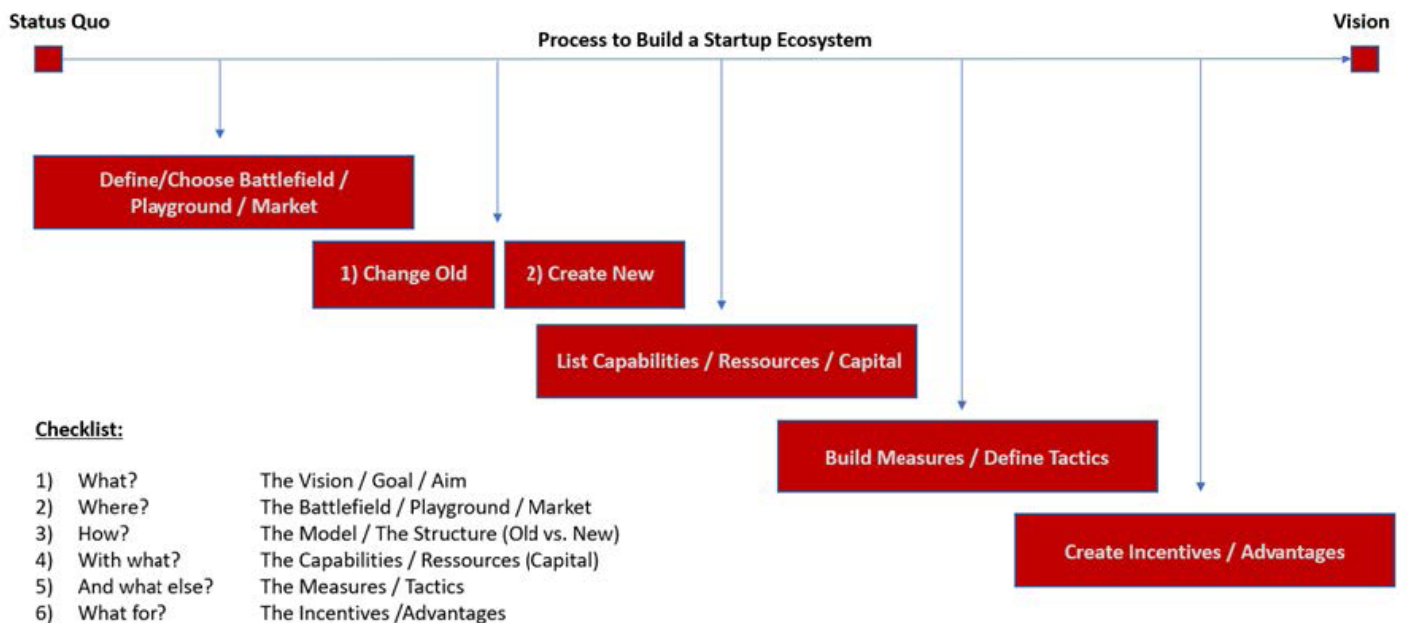 Status Quo
Vision
Process to Build a Startup Ecosystem
Define/Choose Battlefield /
Playground / Market
1) Change Old
2) Create New
List Capabilities / Ressources / Capital
Build Measures / Define Tactics
Create Incentives / Advantages
Checklist:
1) What? The Vision / Goal / Aim
2) Where? The Battlefield / Playground / Market
3) How? The Model / The Structure (Old vs. New)
4) With what? The Capabilities / Ressources (Capital)
5) And what else? The Measures / Tactics
6) What for? The Incentives /Advantages